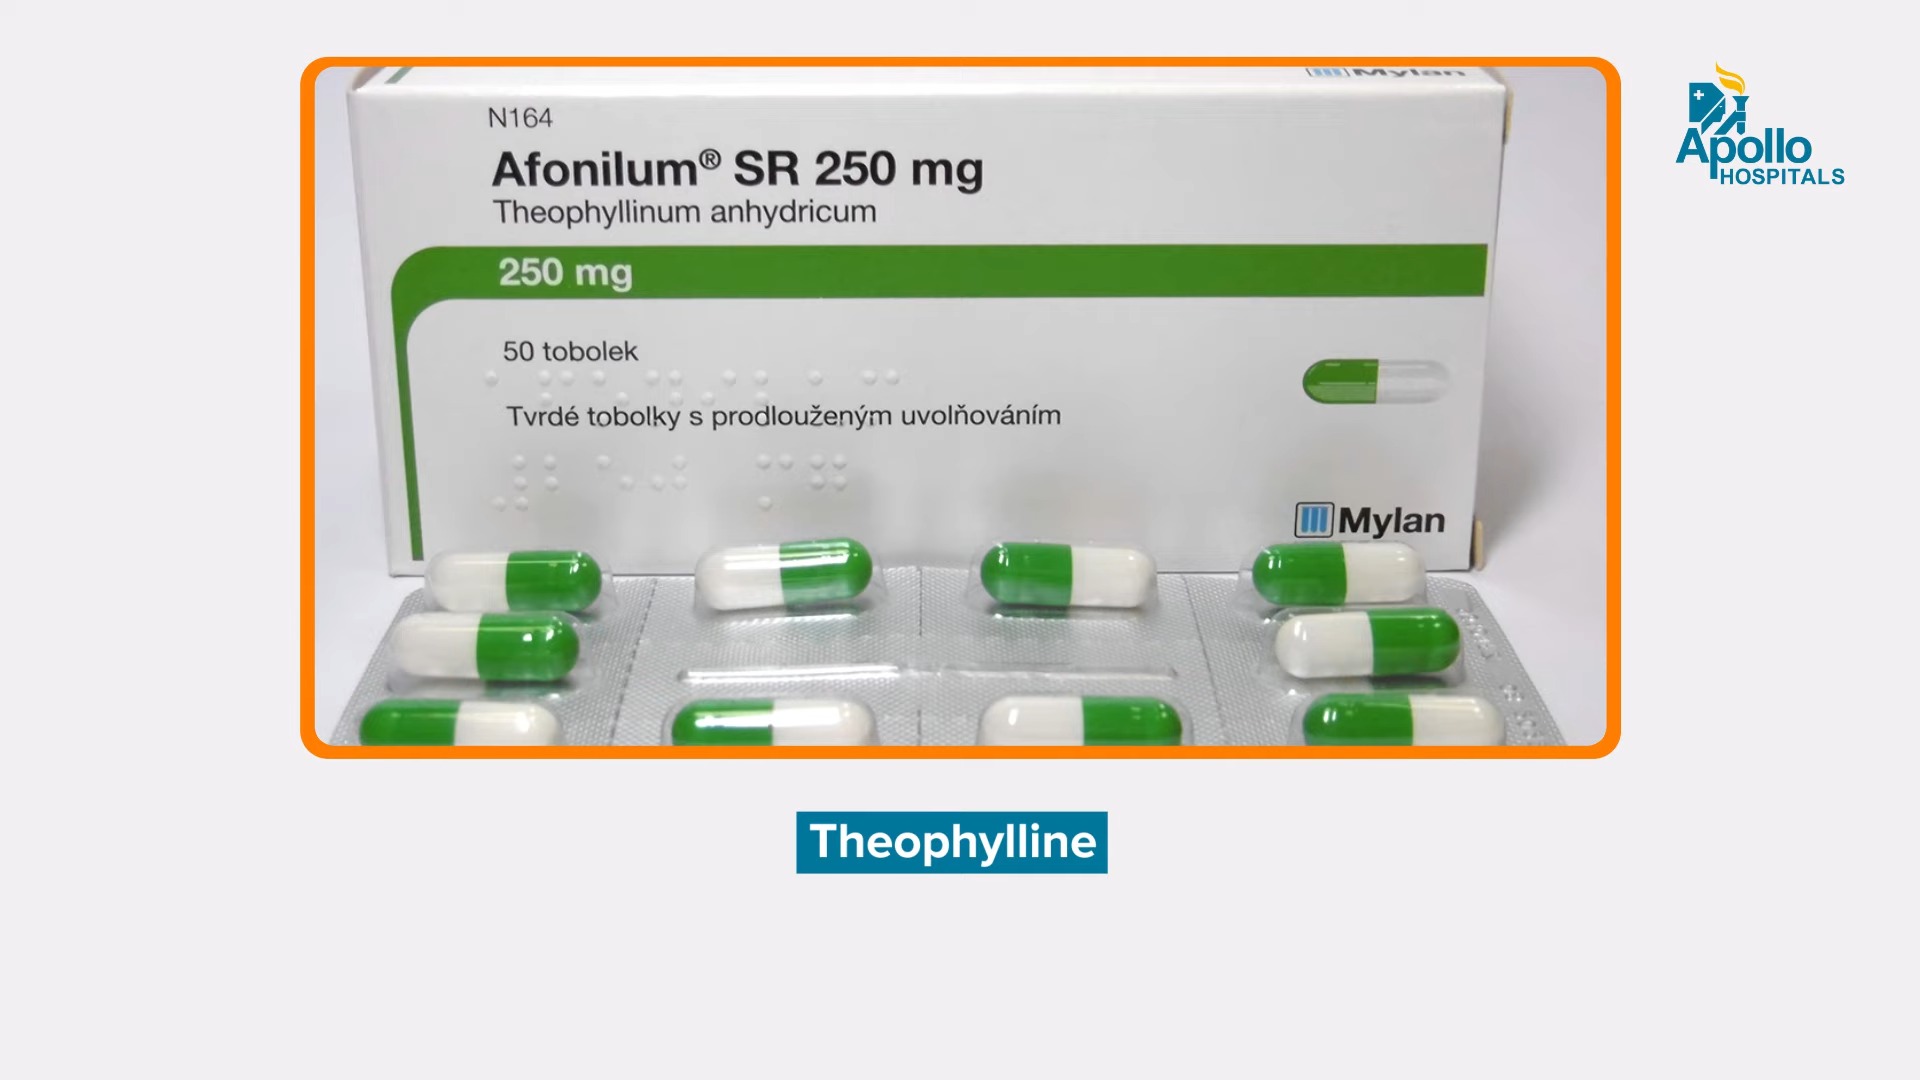 Mylan
N164
Afonilum® SR 250 mg
Theophyllinum anhydricum
250 mg
50 tobolek
Tvrdé tobolky s prodlouženým uvolňováním
Mylan
Apollo
HOSPITALS
Theophylline